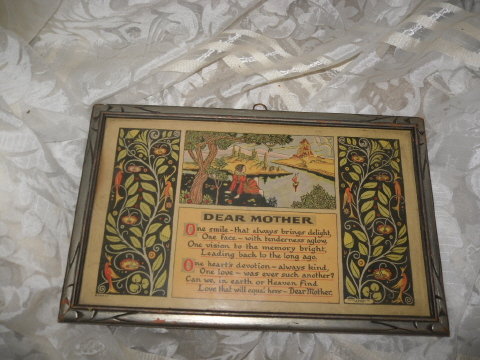 DEAR MOTHER
One smile - that always brings delight,
One face - with tenderness aglow,
One vision to the memory bright,
Leading back to the long ago.
One heart's devotion - always kind,
One love - was ever such another?
Can we, in earth or Heaven find
Love that will equal hers - Dear Mother.